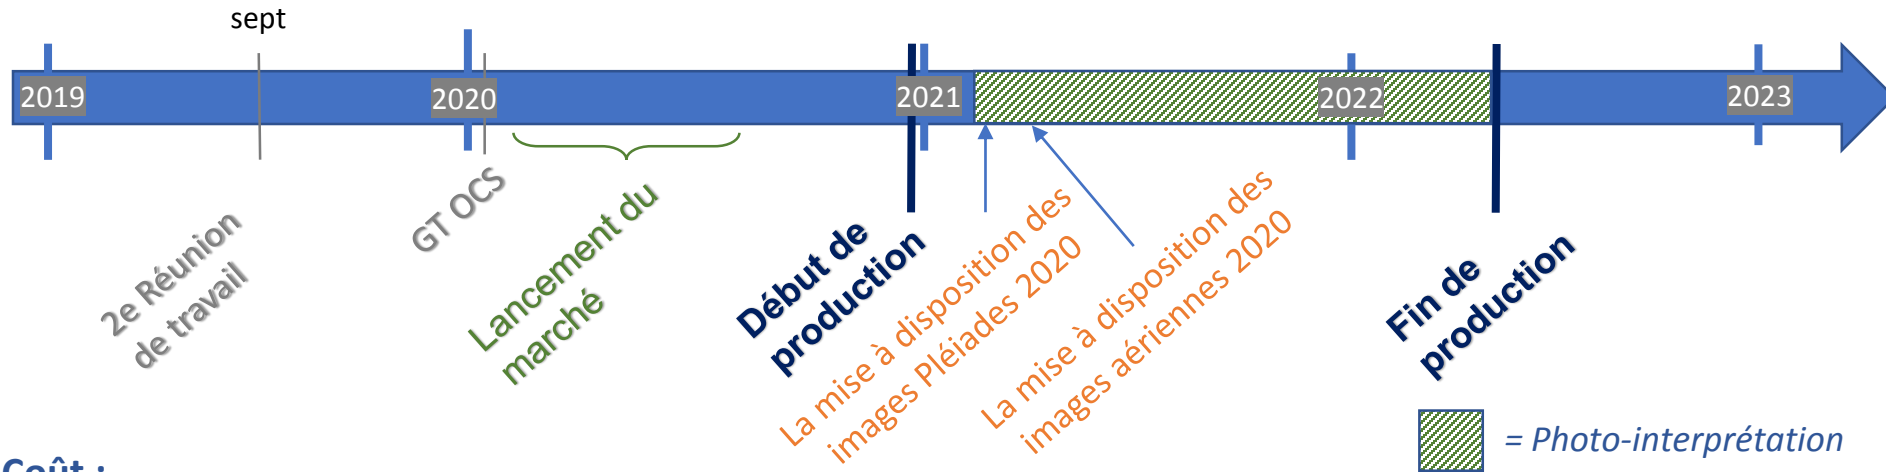 sept
2019
2020
2021
2022
2023
2e Réunion
de travail
GT OCS
Lancement du
marché
Début de
production
La mise à disposition des
images Pléiades 2020
La mise à disposition des
images aériennes 2020
Fin de
production
= Photo-interprétation
Coût :